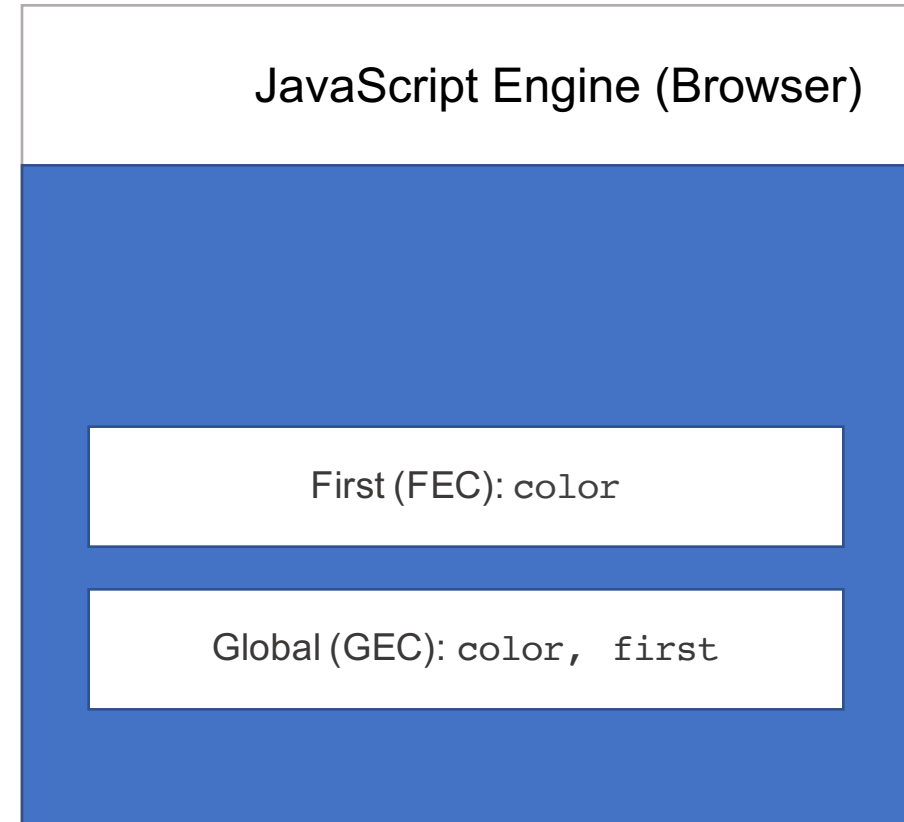 JavaScript Engine (Browser)
First (FEC): color
Global (GEC): color, first